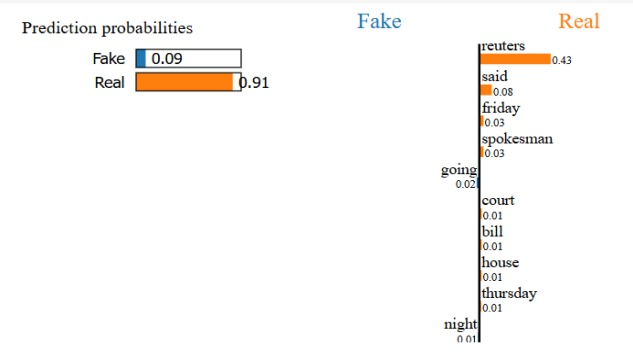 Prediction probabilities
Fake 0.09
Real 0.91
Fake Real
reuters
0.43
said
0.08
friday
0.03
spokesman
0.03
going
0.02
court
0.01
bill
0.01
house
0.01
thursday
0.01
night
0.01